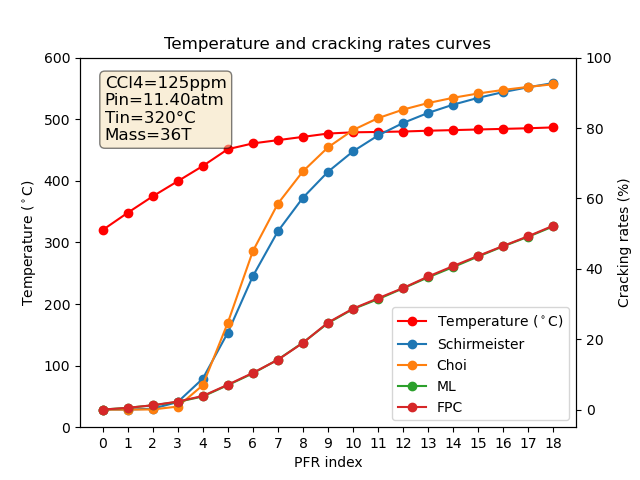 Temperature and cracking rates curves
CCl4=125ppm
Pin=11.40atm
Tin=320°C
Mass=36T
Temperature (°C)
600
500
400
300
200
100
0
Cracking rates (%)
100
80
60
40
20
0
Temperature (°C)
Schirmeister
Choi
ML
FPC
0 1 2 3 4 5 6 7 8 9 10 11 12 13 14 15 16 17 18
PFR index